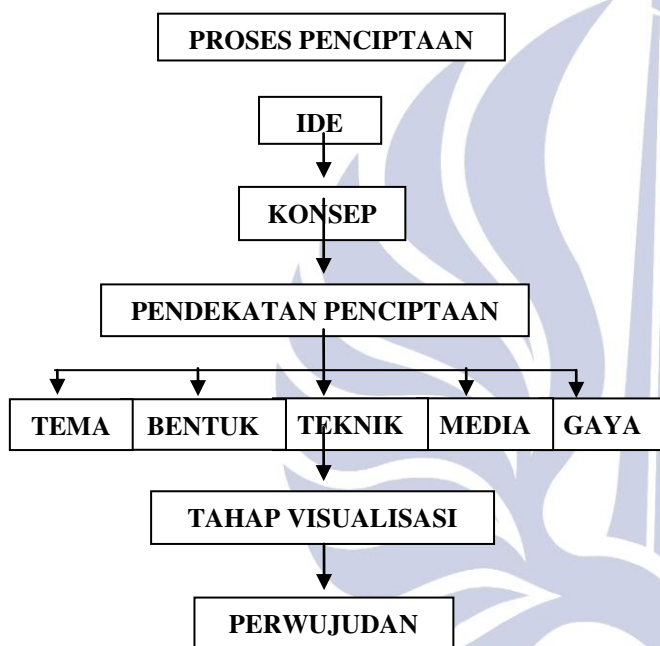 PROSES PENCIPTAAN
IDE
KONSEP
PENDEKATAN PENCIPTAAN
TEMA BENTUK TEKNIK MEDIA GAYA
TAHAP VISUALISASI
PERWUJUDAN